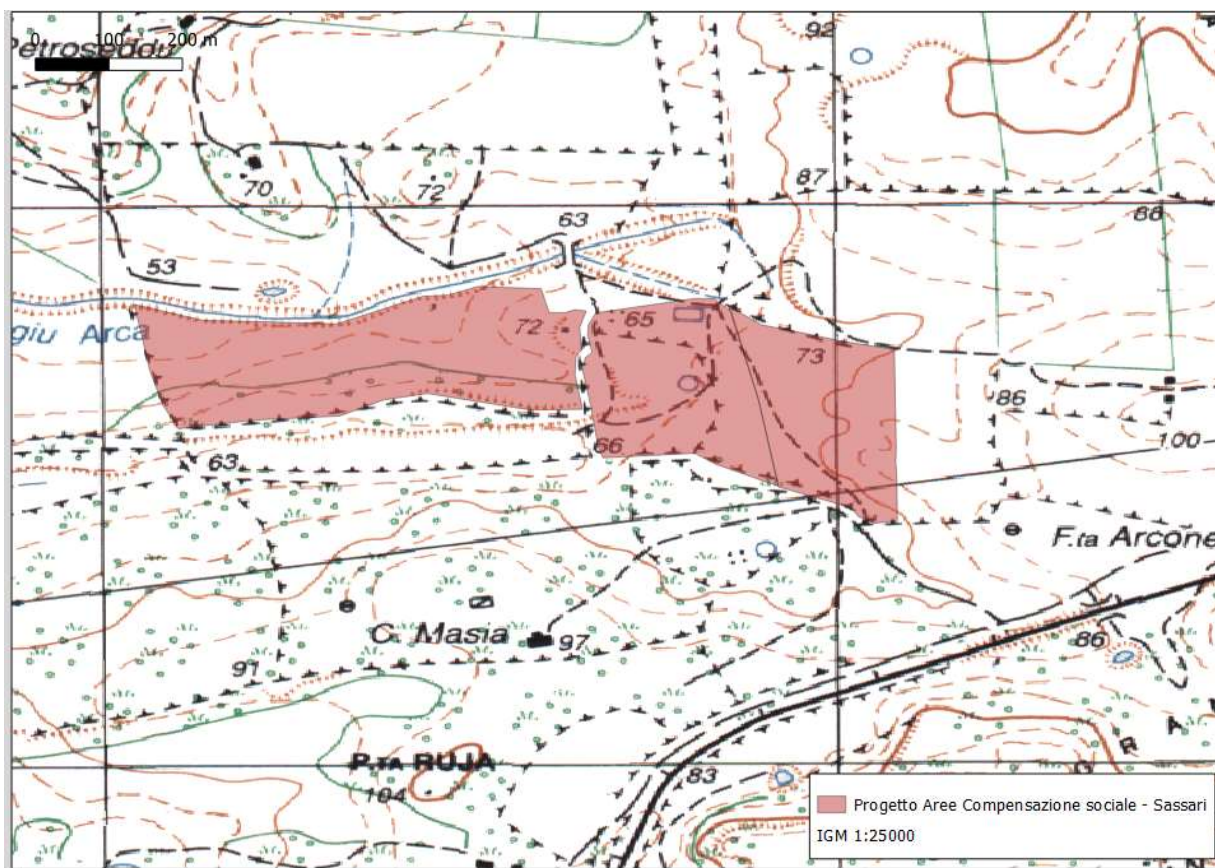 92
Petroseddu
0 100 200 m
70
72
87
88
63
53
giu Arca
72
65
73
86
100
66
63
F.ta Arcone
C. Masia
97
91
86
P.TA RUJA
104
83
R
A
Progetto Aree Compensazione sociale - Sassari
IGM 1:25000